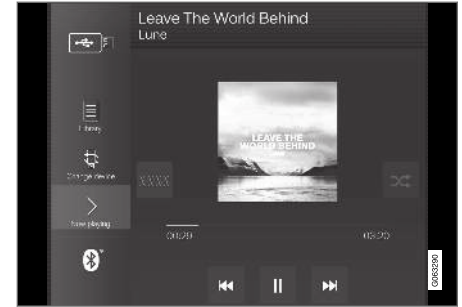 Leave The World Behind
Lune
Library
LEAVE THE
WORLD BEHIND
Change device
XXXX
Now playing
00:29
03:20
G063290